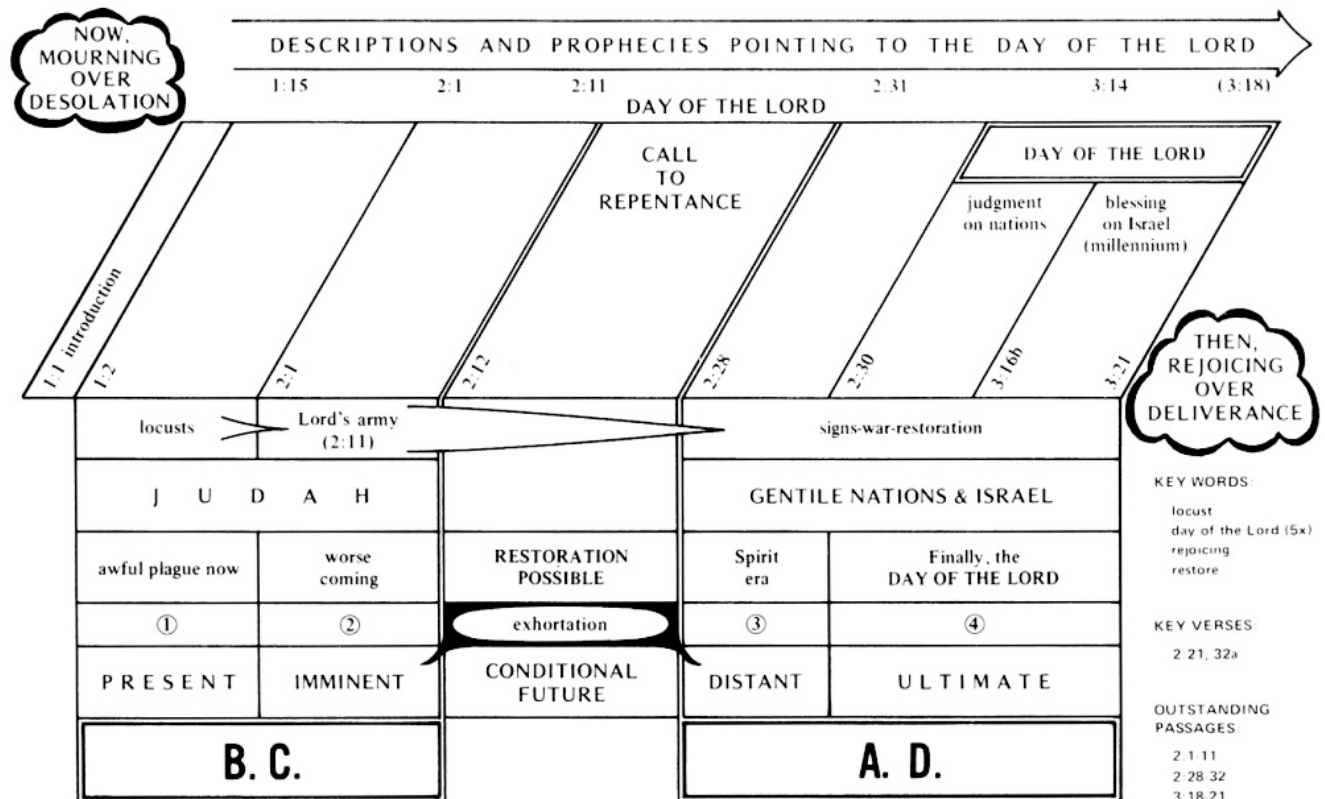 NOW,
MOURNING
OVER
DESOLATION
DESCRIPTIONS AND PROPHECIES POINTING TO THE DAY OF THE LORD
1:15 2:1 2:11 2:31 3:14 (3:18)
DAY OF THE LORD
CALL
TO
REPENTANCE
DAY OF THE LORD
judgment
on nations
blessing
on Israel
(millennium)
1:1 introduction
1:2
2:1
2:12
2:28
2:30
3:16b
3:21
THEN,
REJOICING
OVER
DELIVERANCE
locusts
Lord's army
(2:11)
signs-war-restoration
JUDAH
GENTILE NATIONS & ISRAEL
awful plague now
worse
coming
RESTORATION
POSSIBLE
Spirit
era
Finally, the
DAY OF THE LORD
①
②
exhortation
③
④
PRESENT
IMMINENT
CONDITIONAL
FUTURE
DISTANT
ULTIMATE
B. C.
A. D.
KEY WORDS:
locust
day of the Lord (5x)
rejoicing
restore
KEY VERSES:
2:21, 32a
OUTSTANDING
PASSAGES:
2:1-11
2:28-32
3:18-21